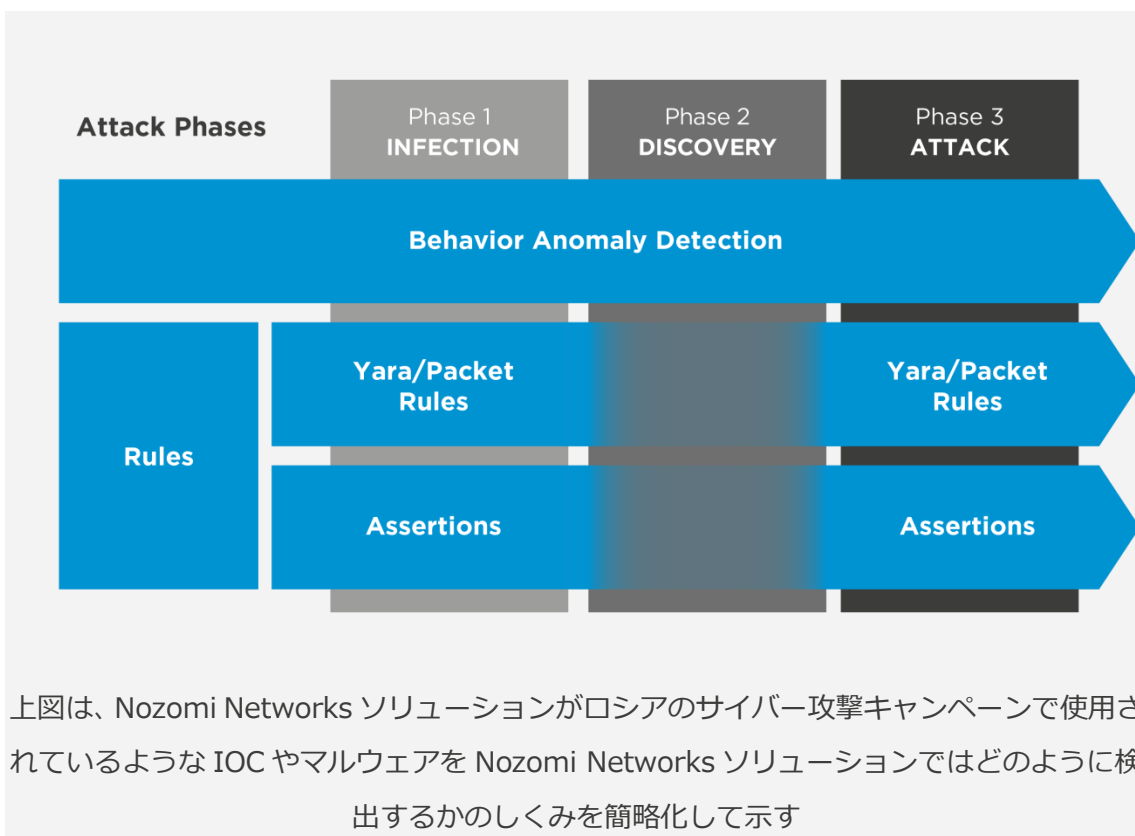 Attack Phases
Phase 1
INFECTION
Phase 2
DISCOVERY
Phase 3
ATTACK
Behavior Anomaly Detection
Rules
Yara/Packet
Rules
Yara/Packet
Rules
Assertions
Assertions
上図は、Nozomi Networks ソリューションがロシアのサイバー攻撃キャンペーンで使用さ
れているような IOC やマルウェアを Nozomi Networks ソリューションではどのように検
出するかのしくみを簡略化して示す